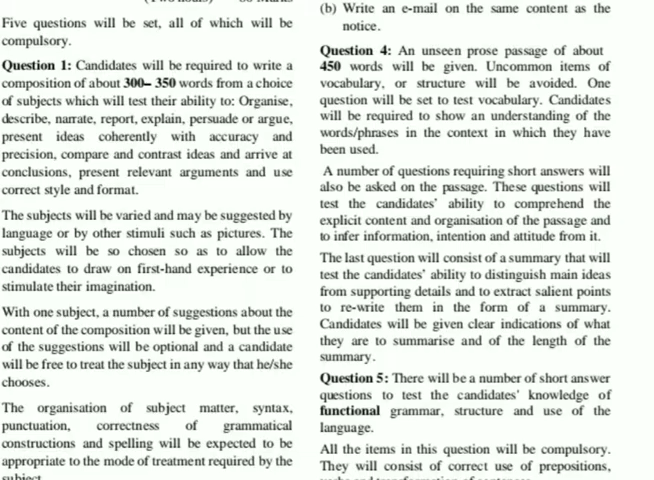 (Two hours) 80 Marks
Five questions will be set, all of which will be
compulsory.
Question 1: Candidates will be required to write a
composition of about 300– 350 words from a choice
of subjects which will test their ability to: Organise,
describe, narrate, report, explain, persuade or argue,
present ideas coherently with accuracy and
precision, compare and contrast ideas and arrive at
conclusions, present relevant arguments and use
correct style and format.
The subjects will be varied and may be suggested by
language or by other stimuli such as pictures. The
subjects will be so chosen so as to allow the
candidates to draw on first-hand experience or to
stimulate their imagination.
With one subject, a number of suggestions about the
content of the composition will be given, but the use
of the suggestions will be optional and a candidate
will be free to treat the subject in any way that he/she
chooses.
The organisation of subject matter, syntax,
punctuation, correctness of grammatical
constructions and spelling will be expected to be
appropriate to the mode of treatment required by the
subject.
(b) Write an e-mail on the same content as the
notice.
Question 4: An unseen prose passage of about
450 words will be given. Uncommon items of
vocabulary, or structure will be avoided. One
question will be set to test vocabulary. Candidates
will be required to show an understanding of the
words/phrases in the context in which they have
been used.
A number of questions requiring short answers will
also be asked on the passage. These questions will
test the candidates' ability to comprehend the
explicit content and organisation of the passage and
to infer information, intention and attitude from it.
The last question will consist of a summary that will
test the candidates' ability to distinguish main ideas
from supporting details and to extract salient points
to re-write them in the form of a summary.
Candidates will be given clear indications of what
they are to summarise and of the length of the
summary.
Question 5: There will be a number of short answer
questions to test the candidates' knowledge of
functional grammar, structure and use of the
language.
All the items in this question will be compulsory.
They will consist of correct use of prepositions,
verbs and transformation of sentences.